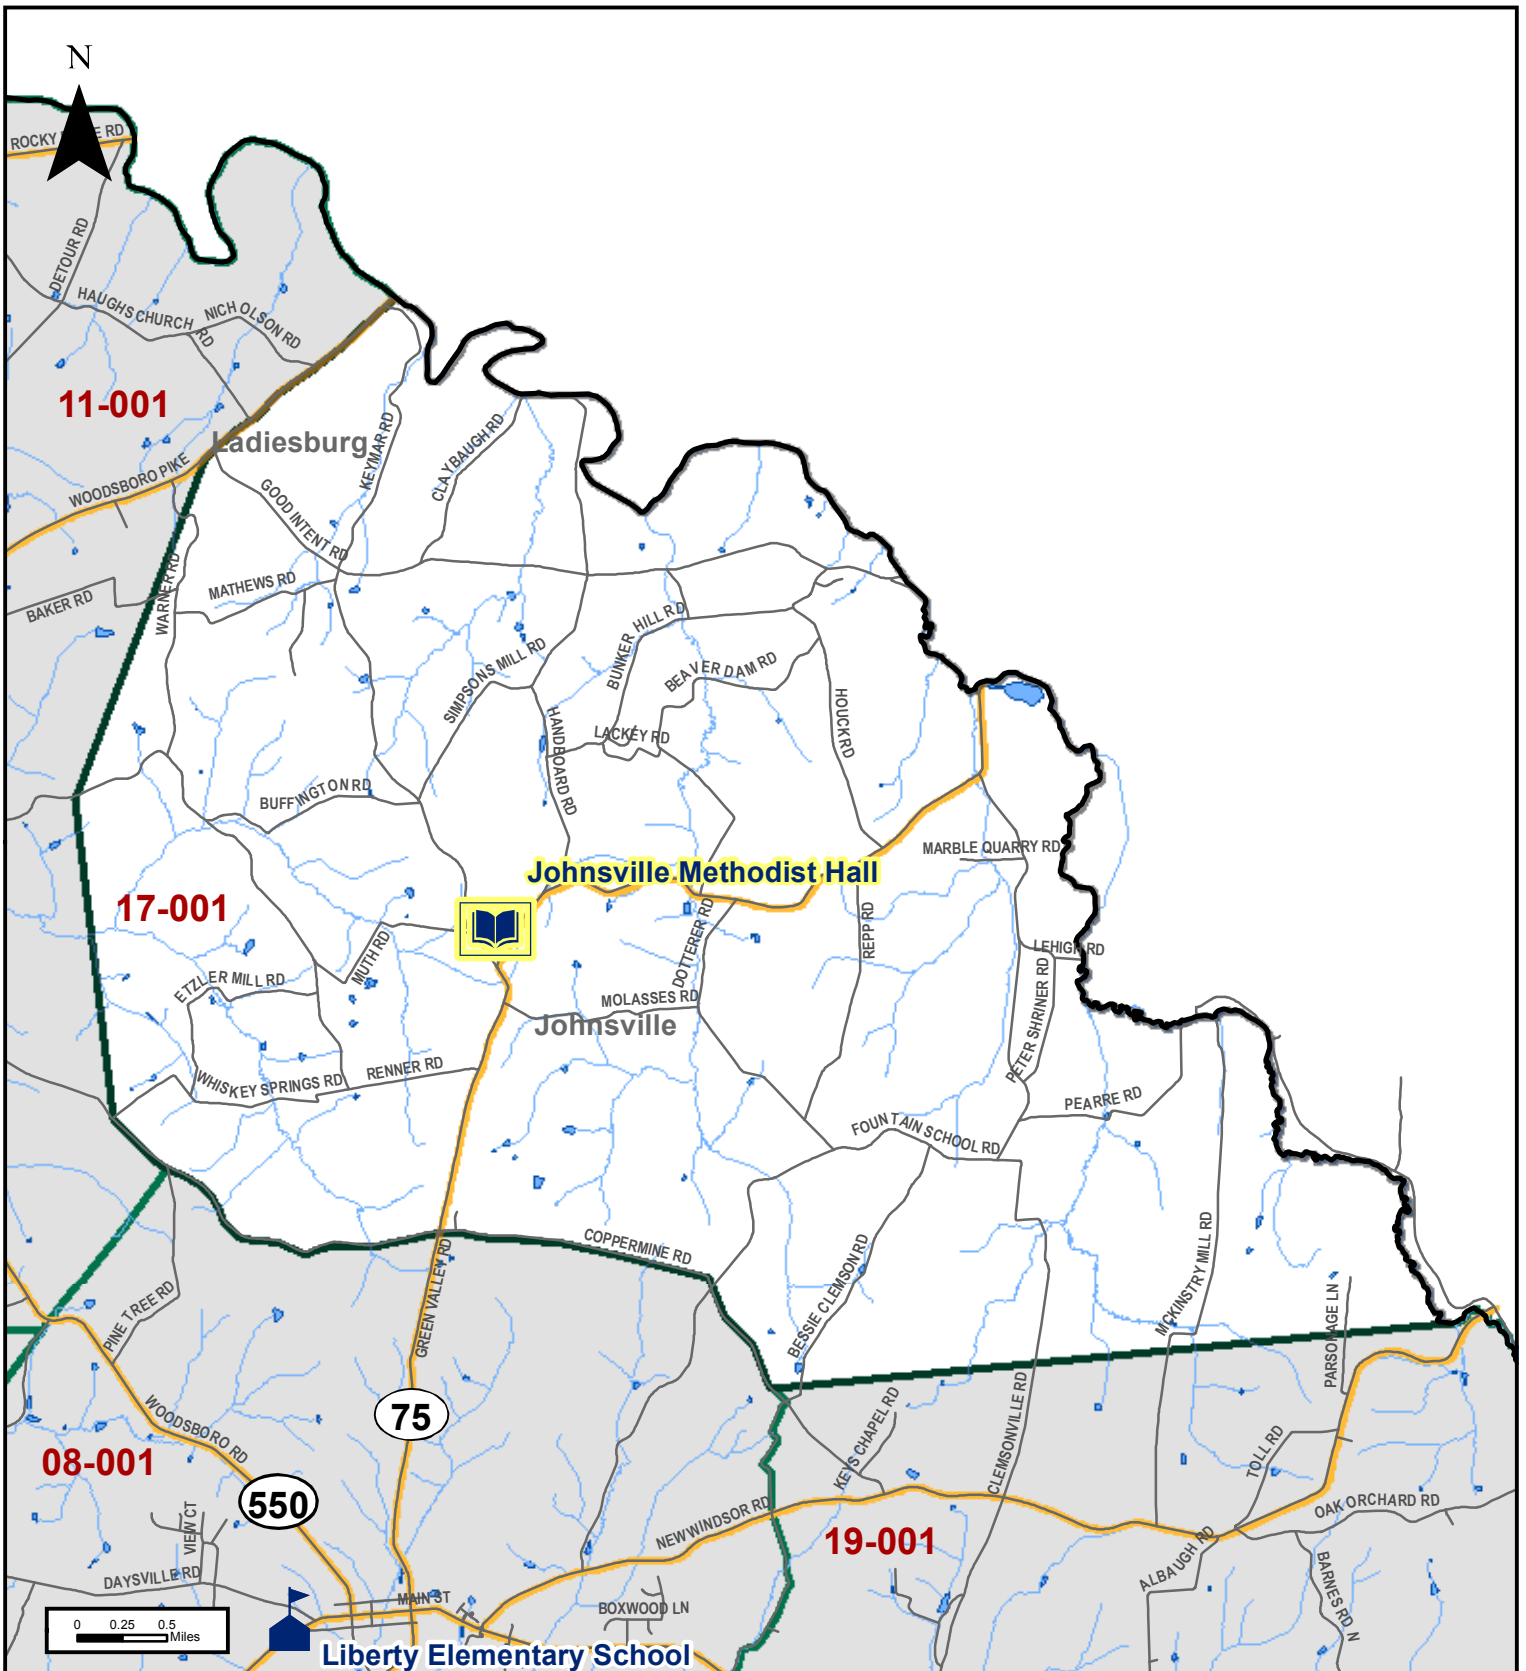 N
ROCKY
E RD
DETOUR RD
HAUGHS CHURCH RD
NICHOLSON RD
11-001
Ladiesburg
KEYMAR RD
CLAYBAUGH RD
WOODSBORO PIKE
GOOD INTENT RD
WARNER RD
MATHEWS RD
BAKER RD
BUNKER HILL RD
SIMPSONS MILL RD
BEAVER DAM RD
HOUCK RD
HANDBOARD RD
LACKEY RD
BUFFINGTON RD
MARBLE QUARRY RD
Johnsville Methodist Hall
17-001
MUTH RD
DOTTERER RD
REPP RD
LEHIGH RD
ETZLER MILL RD
MOLASSES RD
Johnsville
PETER SHRINER RD
WHISKEY SPRINGS RD
RENNER RD
PEARRE RD
FOUNTAIN SCHOOL RD
COPPERMINE RD
GREEN VALLEY RD
BESSIE CLEMSON RD
MCKINSTRY MILL RD
PARSONAGE LN
PINE TREE RD
75
WOODSBORO RD
KEYS CHAPEL RD
CLEMSONVILLE RD
TOLL RD
08-001
550
VIEW CT
NEW WINDSOR RD
19-001
OAK ORCHARD RD
ALBAUGH RD
BARNES RD N
DAYSVILLE RD
MAIN ST
BOXWOOD LN
0 0.25 0.5
Miles
Liberty Elementary School